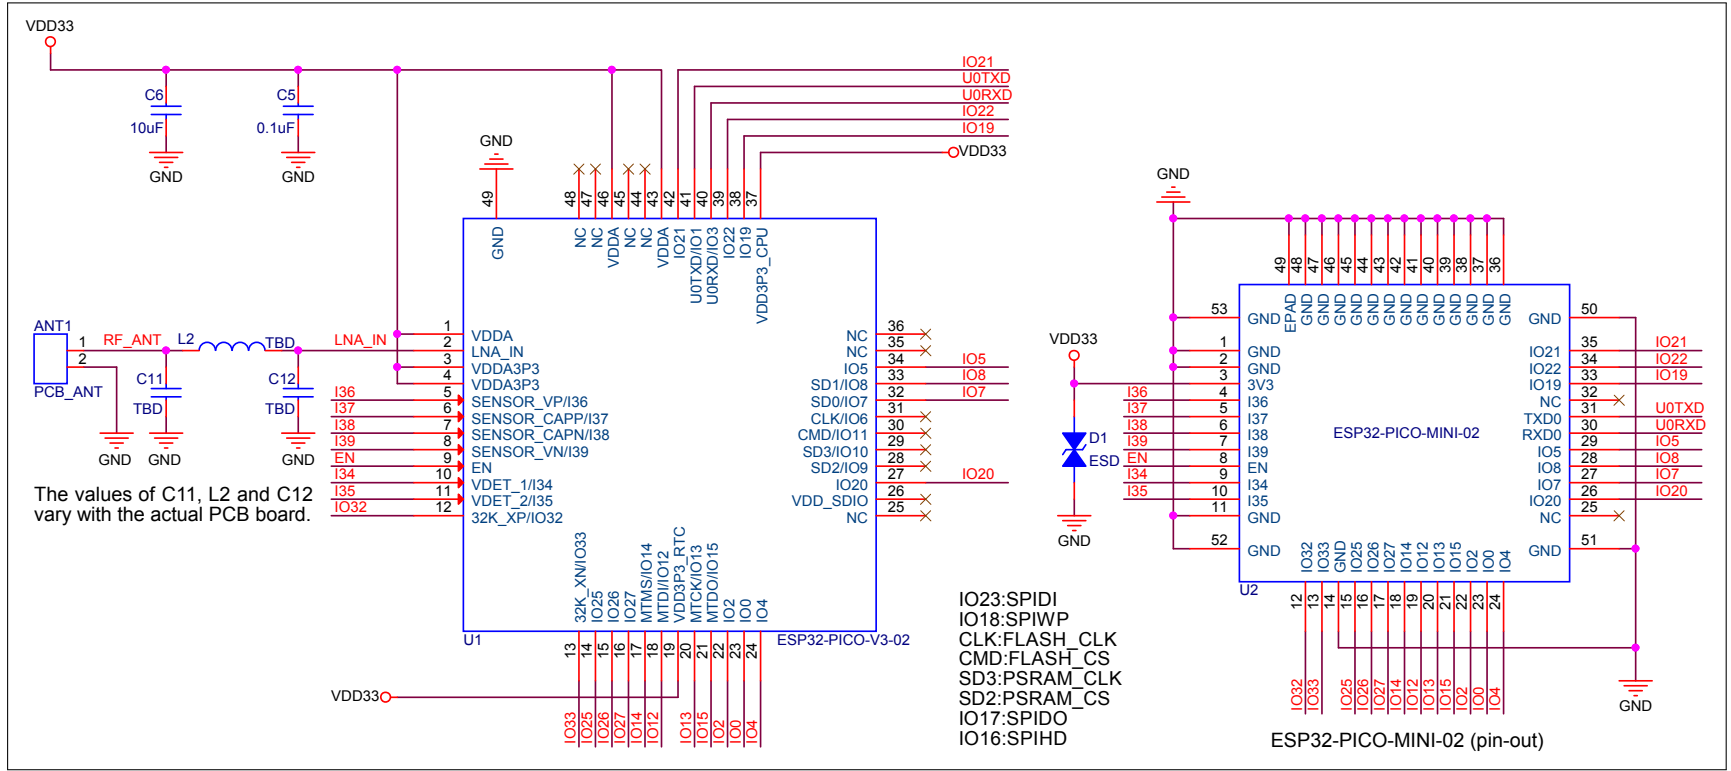 VDD33
C6
10uF
GND
C5
0.1uF
GND
GND
49
GND
48
47
46
45
44
43
42
41
40
39
38
37
NC
NC
VDDA
NC
NC
VDDA
IO21
U0TXD/IO1
U0RXD/IO3
IO22
IO19
VDD3P3_CPU
IO21
U0TXD
U0RXD
IO22
IO19
VDD33
ANT1
1
2
PCB_ANT
RF_ANT
L2
TBD
LNA_IN
C11
TBD
C12
TBD
GND
GND
GND
The values of C11, L2 and C12
vary with the actual PCB board.
1 VDDA
2 LNA_IN
3 VDDA3P3
4 VDDA3P3
I36 5 SENSOR_VP/I36
I37 6 SENSOR_CAPP/I37
I38 7 SENSOR_CAPN/I38
I39 8 SENSOR_VN/I39
EN 9 EN
I34 10 VDET_1/I34
I35 11 VDET_2/I35
IO32 12 32K_XP/IO32
NC 36
NC 35
IO5 34 IO5
SD1/IO8 33 IO8
SD0/IO7 32 IO7
CLK/IO6 31
CMD/IO11 30
SD3/IO10 29
SD2/IO9 28
IO20 27 IO20
VDD_SDIO 26
NC 25
32K_XN/IO33
IO25
IO26
IO27
MTMS/IO14
MTDI/IO12
VDD3P3_RTC
MTCK/IO13
MTDO/IO15
IO2
IO0
IO4
U1
ESP32-PICO-V3-02
13
14
15
16
17
18
19
20
21
22
23
24
VDD33
IO33
IO25
IO26
IO27
IO14
IO12
IO13
IO15
IO2
IO0
IO4
IO23:SPIDI
IO18:SPIWP
CLK:FLASH_CLK
CMD:FLASH_CS
SD3:PSRAM_CLK
SD2:PSRAM_CS
IO17:SPIDO
IO16:SPIHD
GND
49
48
47
46
45
44
43
42
41
40
39
38
37
36
EPAD
GND
GND
GND
GND
GND
GND
GND
GND
GND
GND
GND
GND
GND
VDD33
D1
ESD
GND
53 GND
1 GND
2 GND
3 3V3
I36 4 I36
I37 5 I37
I38 6 I38
I39 7 I39
EN 8 EN
I34 9 I34
I35 10 I35
11 GND
52 GND
ESP32-PICO-MINI-02
GND 50
IO21 35 IO21
IO22 34 IO22
IO19 33 IO19
NC 32
TXD0 31 U0TXD
RXD0 30 U0RXD
IO5 29 IO5
IO8 28 IO8
IO7 27 IO7
IO20 26 IO20
NC 25
GND 51
IO32
IO33
GND
IO25
IO26
IO27
IO14
IO12
IO13
IO15
IO2
IO0
IO4
U2
12
13
14
15
16
17
18
19
20
21
22
23
24
IO32
IO33
IO25
IO26
IO27
IO14
IO12
IO13
IO15
IO2
IO0
IO4
GND
ESP32-PICO-MINI-02 (pin-out)